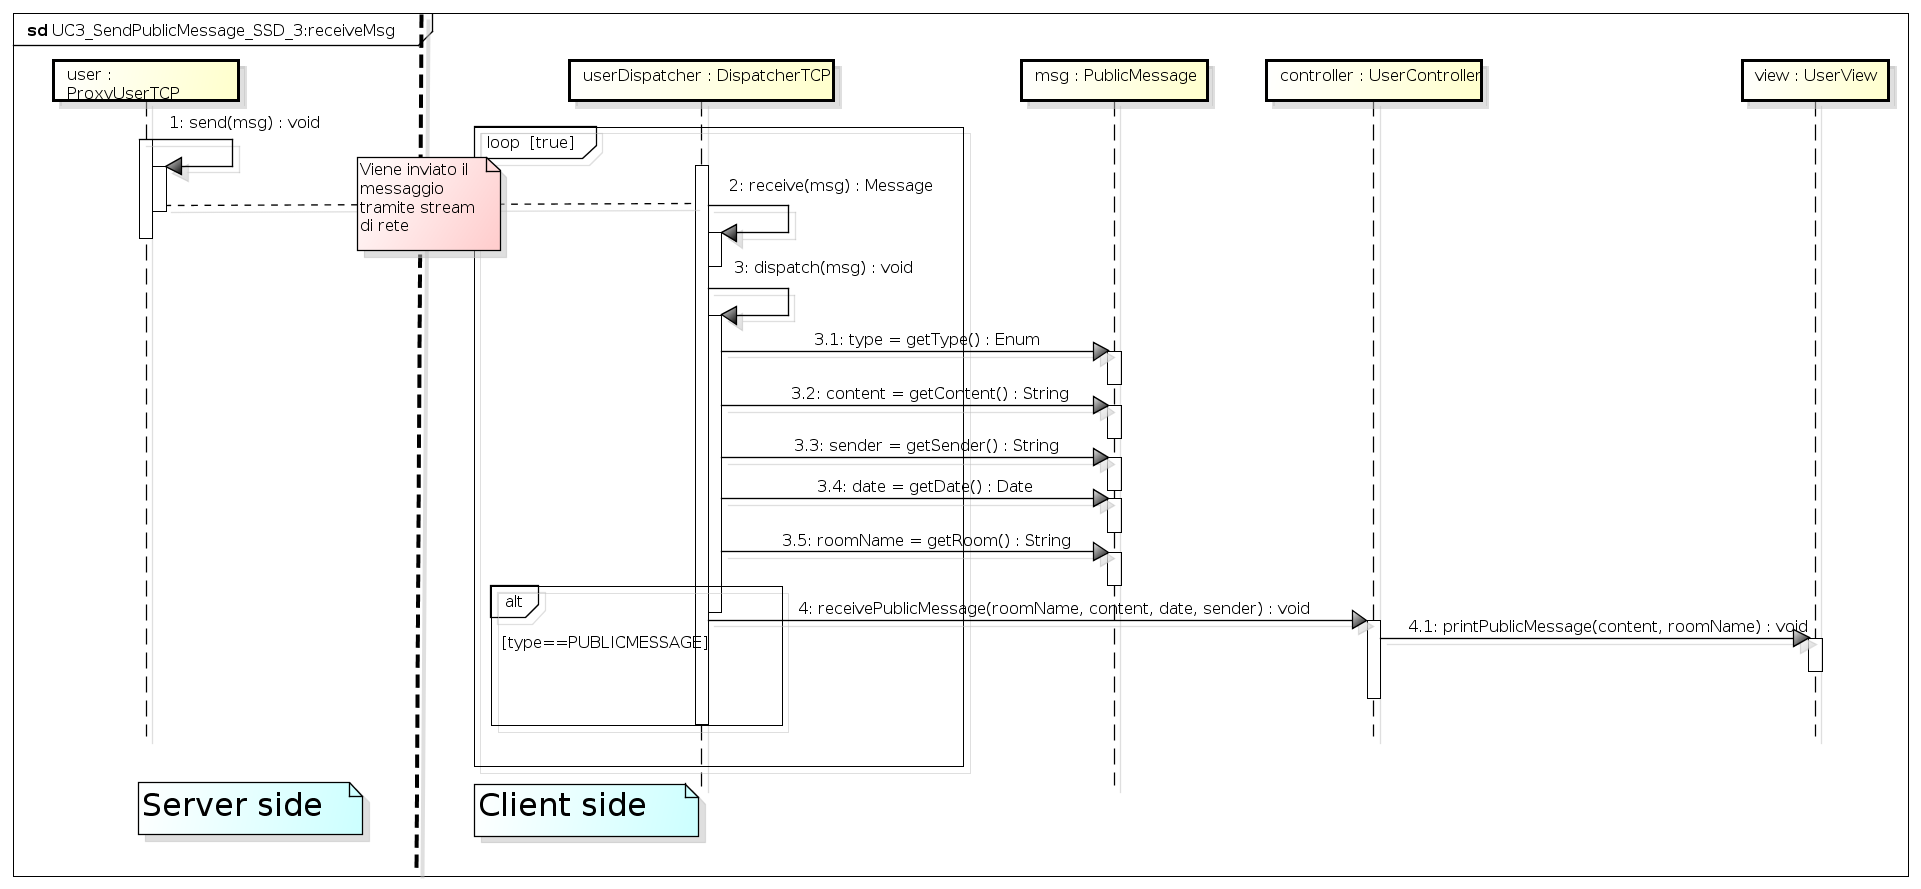 sd UC3_SendPublicMessage_SSD_3:receiveMsg
user :
ProxyUserTCP
userDispatcher : DispatcherTCP
msg : PublicMessage
controller : UserController
view : UserView
1: send(msg) : void
loop [true]
Viene inviato il
messaggio
tramite stream
di rete
2: receive(msg) : Message
3: dispatch(msg) : void
3.1: type = getType() : Enum
3.2: content = getContent() : String
3.3: sender = getSender() : String
3.4: date = getDate() : Date
3.5: roomName = getRoom() : String
alt
4: receivePublicMessage(roomName, content, date, sender) : void
4.1: printPublicMessage(content, roomName) : void
[type==PUBLICMESSAGE]
Server side
Client side